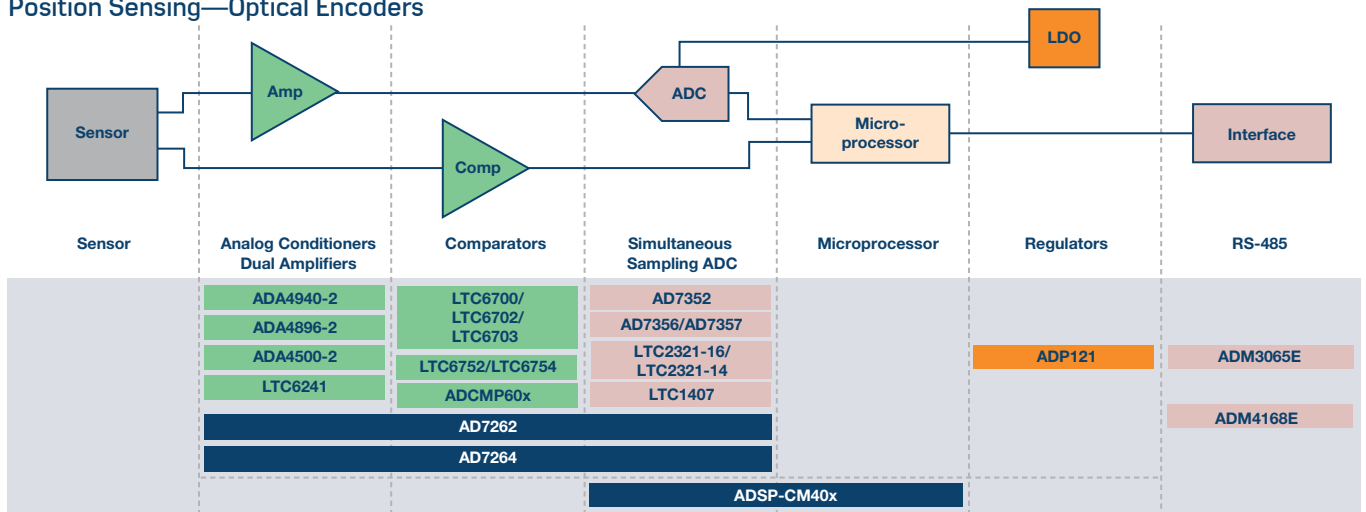 Position Sensing—Optical Encoders
LDO
Amp
ADC
Sensor
Micro-
processor
Interface
Comp
Sensor
Analog Conditioners
Dual Amplifiers
Comparators
Simultaneous
Sampling ADC
Microprocessor
Regulators
RS-485
ADA4940-2
ADA4896-2
ADA4500-2
LTC6241
LTC6700/
LTC6702/
LTC6703
LTC6752/LTC6754
ADCMP60x
AD7352
AD7356/AD7357
LTC2321-16/
LTC2321-14
LTC1407
ADP121
ADM3065E
ADM4168E
AD7262
AD7264
ADSP-CM40x